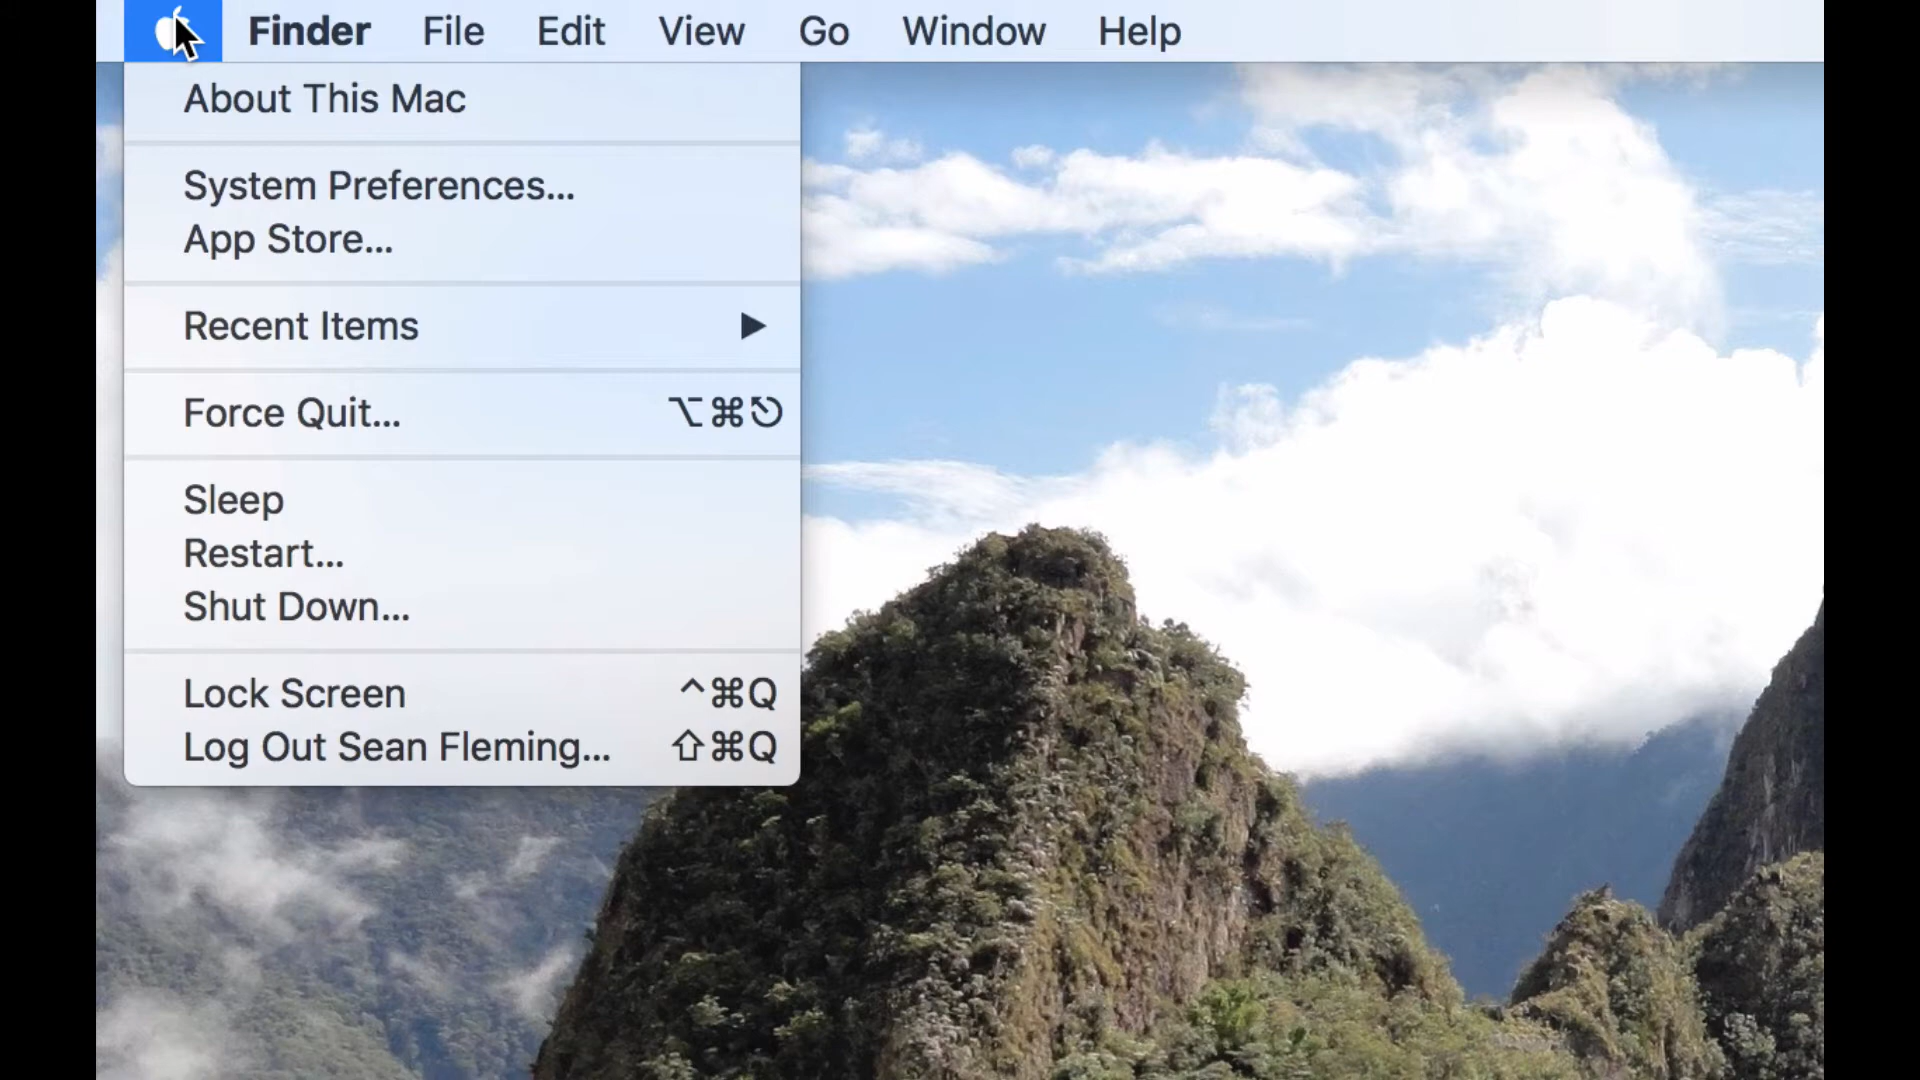 Finder File Edit View Go Window Help
About This Mac
System Preferences...
App Store...
Recent Items ▶
Force Quit... ⌥⌘⎋
Sleep
Restart...
Shut Down...
Lock Screen ^⌘Q
Log Out Sean Fleming... ⇧⌘Q